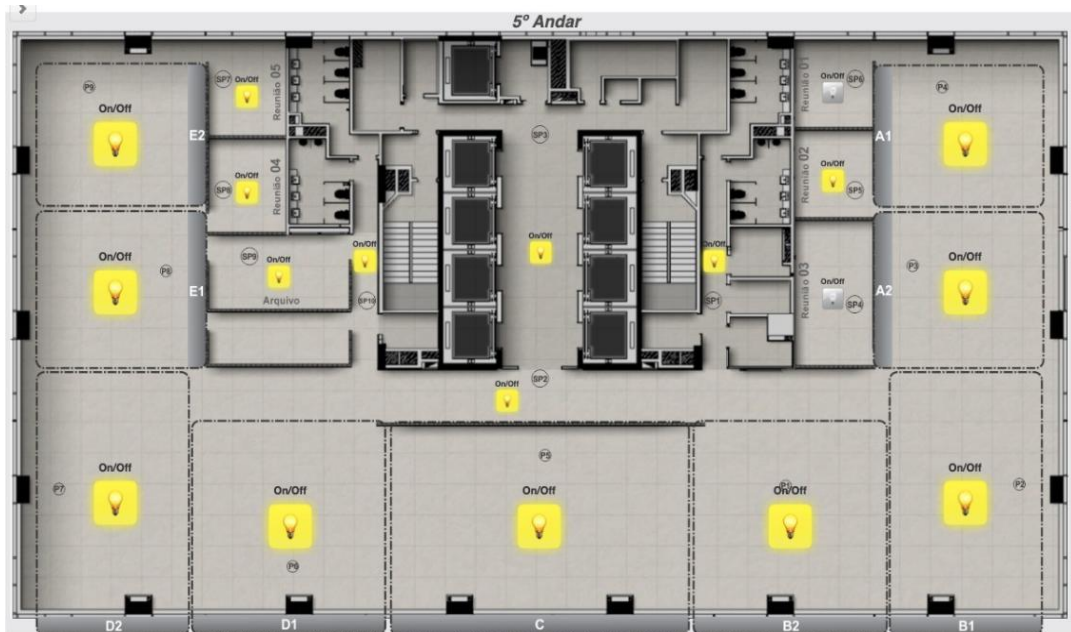 5º Andar
P9
On/Off
E2
SP7
On/Off
Reunião 05
SP8
On/Off
Reunião 04
SP3
Reunião 01
On/Off
SP6
Reunião 02
On/Off
SP5
A1
P4
On/Off
On/Off
P8
E1
SP9
On/Off
Arquivo
On/Off
SP10
On/Off
On/Off
SP1
Reunião 03
On/Off
SP4
A2
P3
On/Off
SP2
On/Off
On/Off
P7
On/Off
P6
P5
On/Off
P1
On/Off
On/Off
P2
D2
D1
C
B2
B1